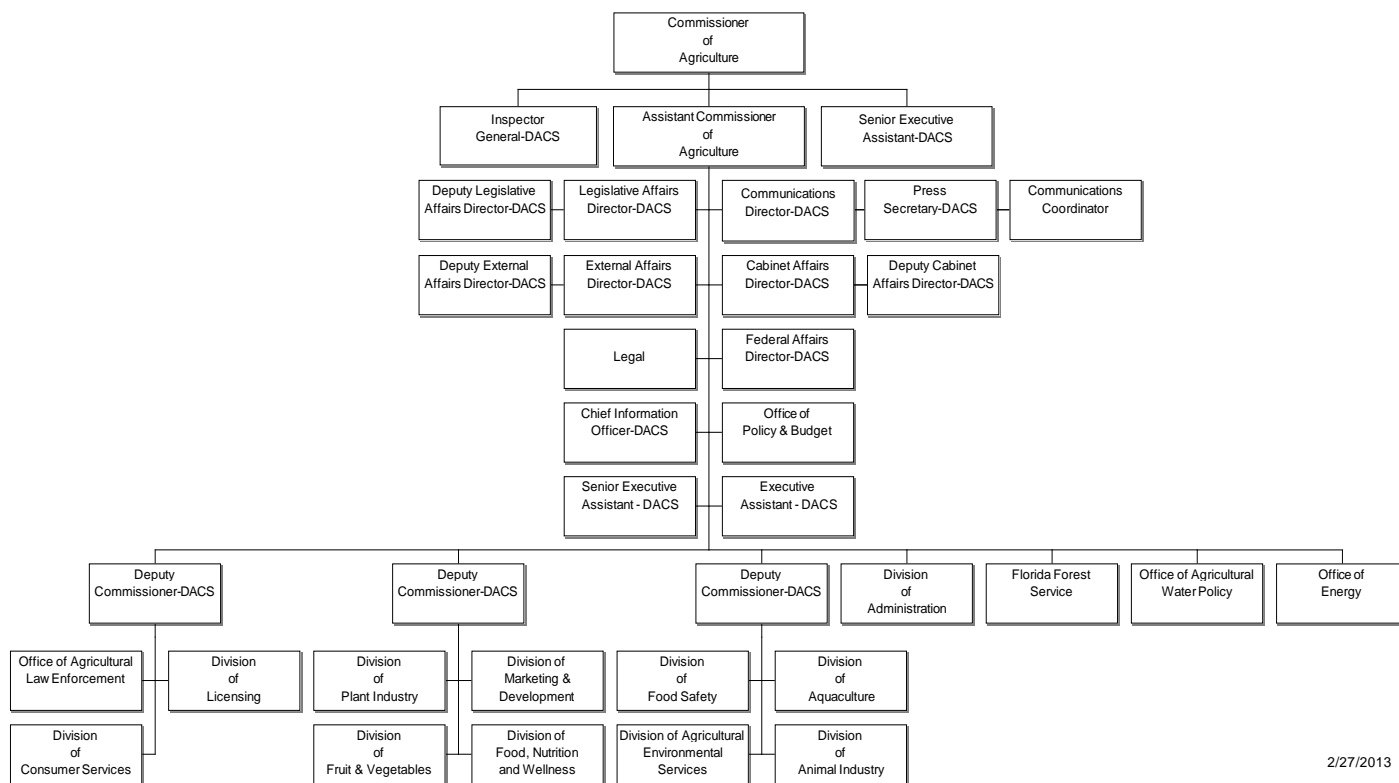 Commissioner
of
Agriculture
Inspector
General-DACS
Assistant Commissioner
of
Agriculture
Senior Executive
Assistant-DACS
Deputy Legislative
Affairs Director-DACS
Legislative Affairs
Director-DACS
Communications
Director-DACS
Press
Secretary-DACS
Communications
Coordinator
Deputy External
Affairs Director-DACS
External Affairs
Director-DACS
Cabinet Affairs
Director-DACS
Deputy Cabinet
Affairs Director-DACS
Legal
Federal Affairs
Director-DACS
Chief Information
Officer-DACS
Office of
Policy & Budget
Senior Executive
Assistant - DACS
Executive
Assistant - DACS
Deputy
Commissioner-DACS
Deputy
Commissioner-DACS
Deputy
Commissioner-DACS
Division
of
Administration
Florida Forest
Service
Office of Agricultural
Water Policy
Office of
Energy
Office of Agricultural
Law Enforcement
Division
of
Licensing
Division
of
Plant Industry
Division of
Marketing &
Development
Division
of
Food Safety
Division
of
Aquaculture
Division
of
Consumer Services
Division
of
Fruit & Vegetables
Division of
Food, Nutrition
and Wellness
Division of Agricultural
Environmental
Services
Division
of
Animal Industry
2/27/2013